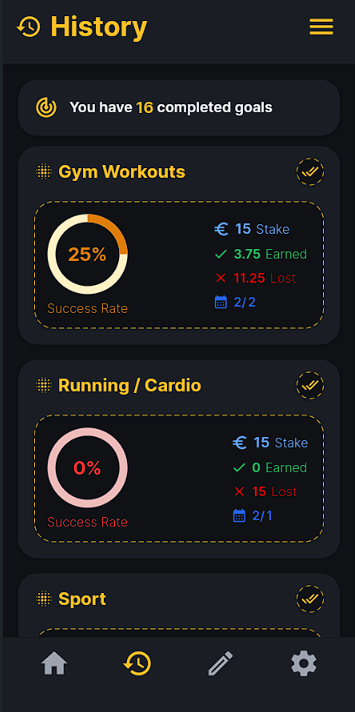 History
You have 16 completed goals
Gym Workouts
25%
Success Rate
€ 15 Stake
3.75 Earned
11.25 Lost
2/2
Running / Cardio
0%
Success Rate
€ 15 Stake
0 Earned
15 Lost
2/1
Sport